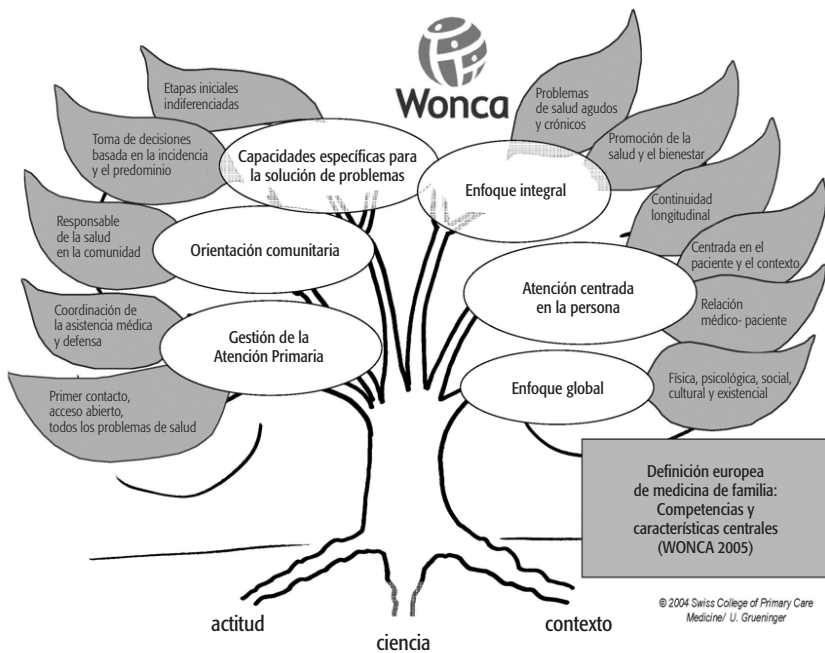 Wonca
Etapas iniciales
indiferenciadas
Toma de decisiones
basada en la incidencia
y el predominio
Responsable
de la salud
en la comunidad
Coordinación de
la asistencia médica
y defensa
Primer contacto,
acceso abierto,
todos los problemas de salud
Capacidades específicas para
la solución de problemas
Orientación comunitaria
Gestión de la
Atención Primaria
Enfoque integral
Atención centrada
en la persona
Enfoque global
Problemas
de salud agudos
y crónicos
Promoción de la
salud y el bienestar
Continuidad
longitudinal
Centrada en el
paciente y el contexto
Relación
médico- paciente
Física, psicológica, social,
cultural y existencial
Definición europea
de medicina de familia:
Competencias y
características centrales
(WONCA 2005)
© 2004 Swiss College of Primary Care
Medicine/ U. Grueninger
actitud
ciencia
contexto